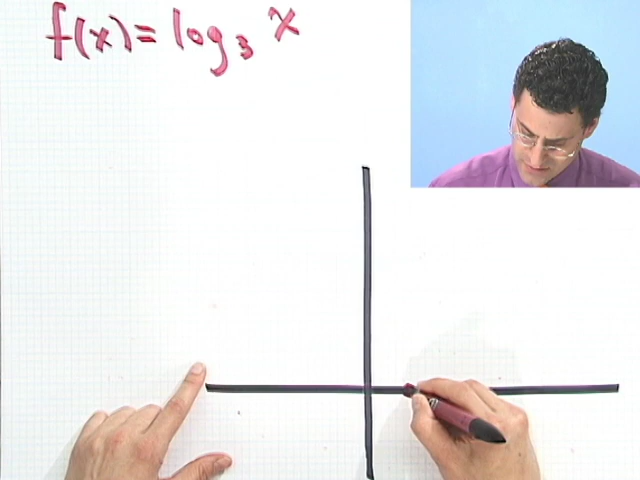 f(x) = log₃ x